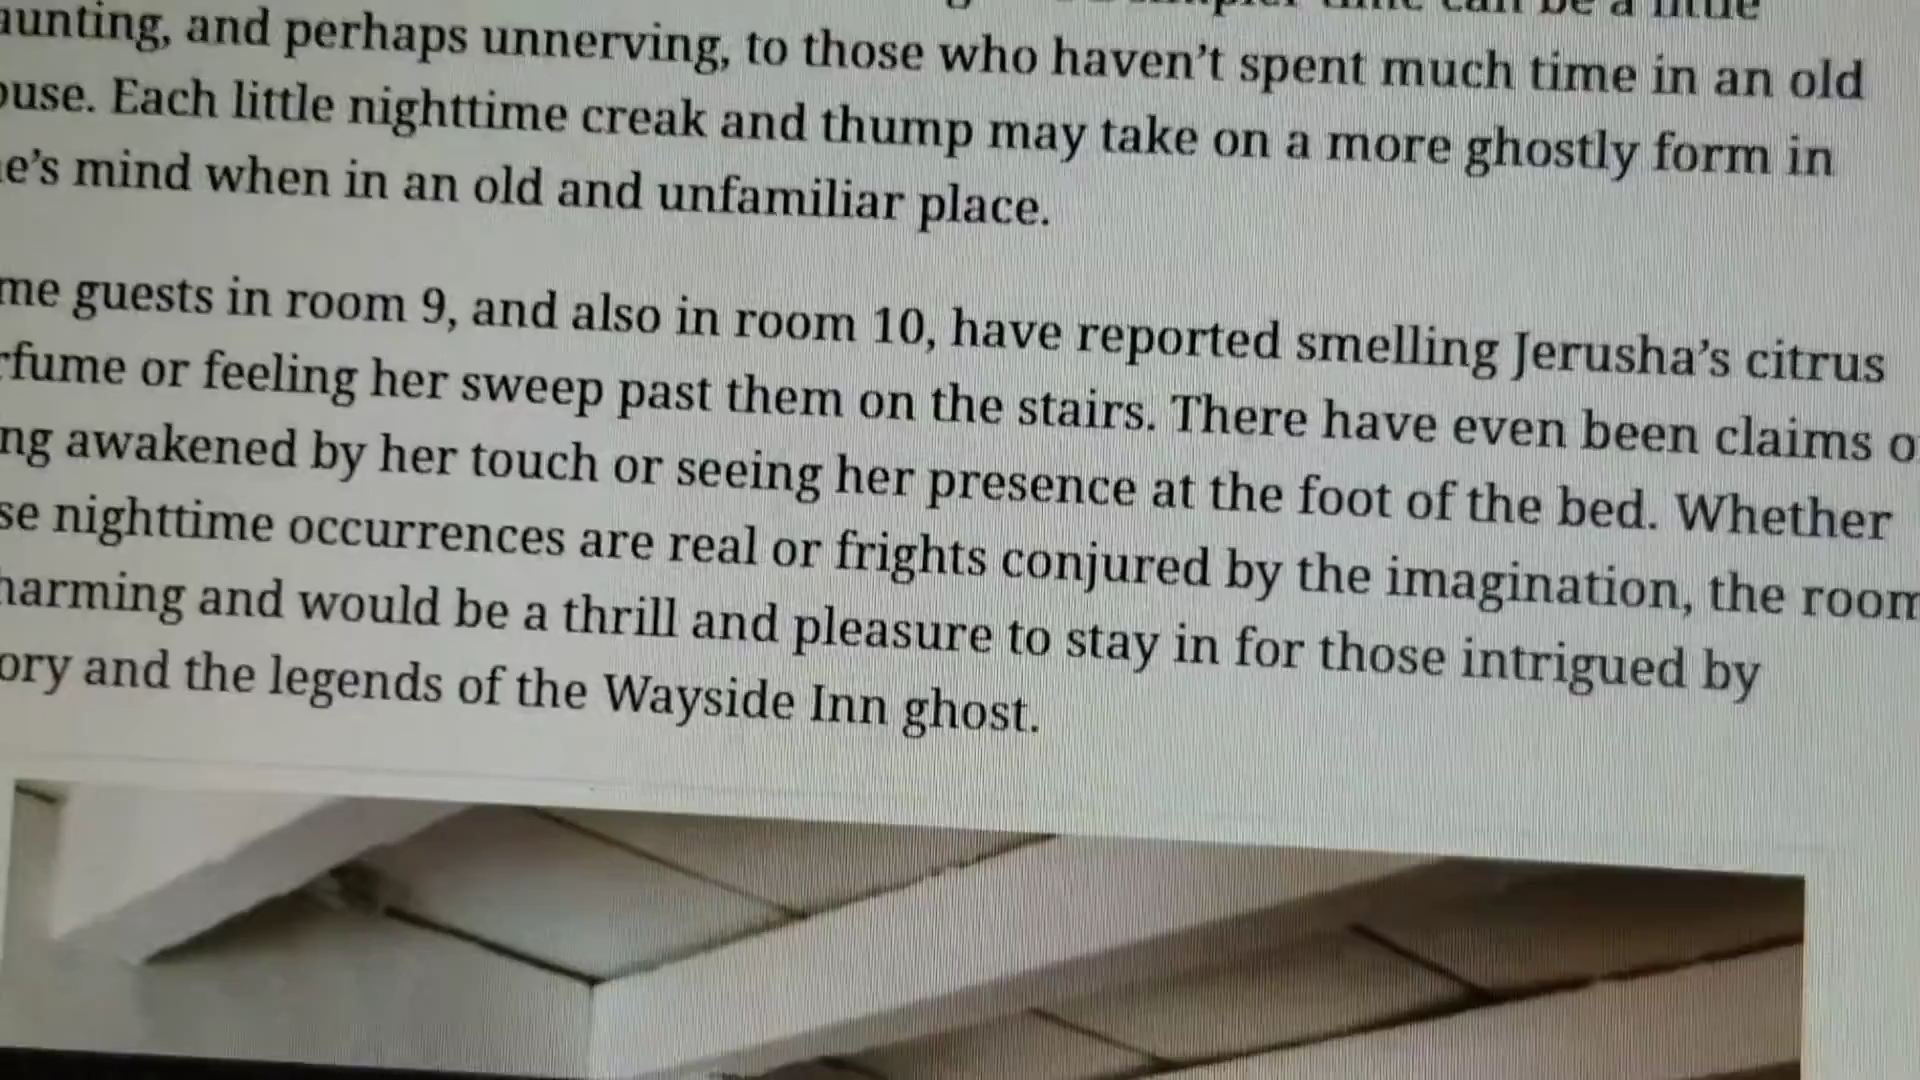 can be a little
aunting, and perhaps unnerving, to those who haven't spent much time in an old
ouse. Each little nighttime creak and thump may take on a more ghostly form in
e's mind when in an old and unfamiliar place.
me guests in room 9, and also in room 10, have reported smelling Jerusha's citrus
rfume or feeling her sweep past them on the stairs. There have even been claims o
ng awakened by her touch or seeing her presence at the foot of the bed. Whether
se nighttime occurrences are real or frights conjured by the imagination, the room
harming and would be a thrill and pleasure to stay in for those intrigued by
ory and the legends of the Wayside Inn ghost.